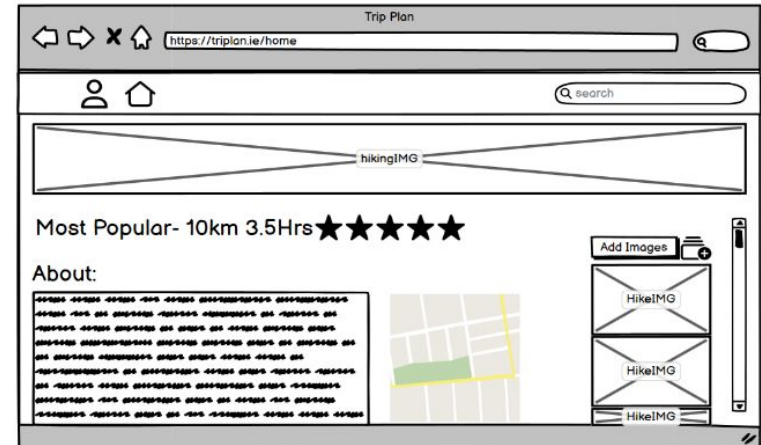 Trip Plan
https://triplan.ie/home
search
hikingIMG
Most Popular- 10km 3.5Hrs
Add Images
About:
HikeIMG
HikeIMG
HikeIMG